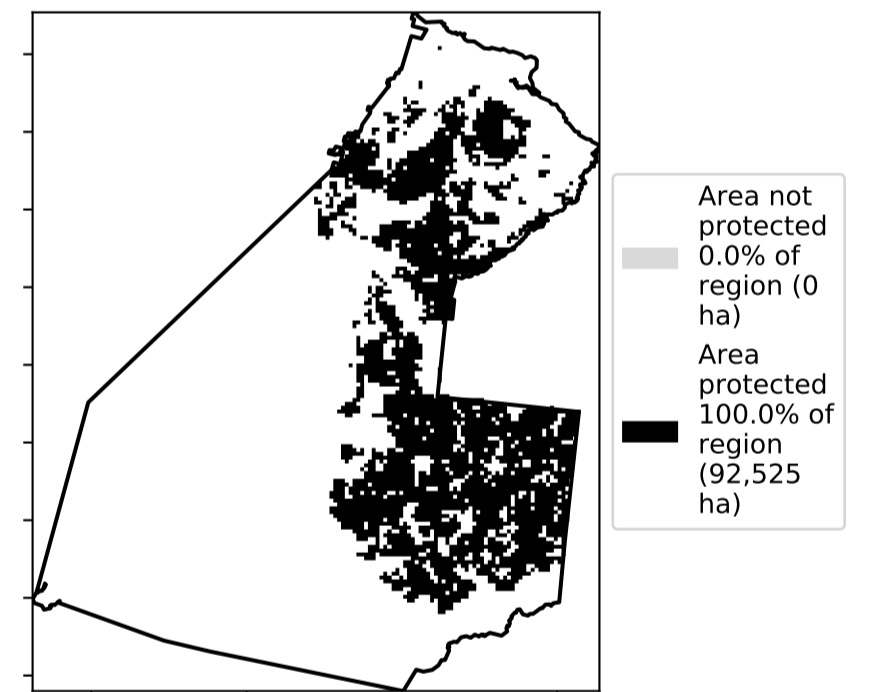 Area not
protected
0.0% of
region (0
ha)
Area
protected
100.0% of
region
(92,525
ha)